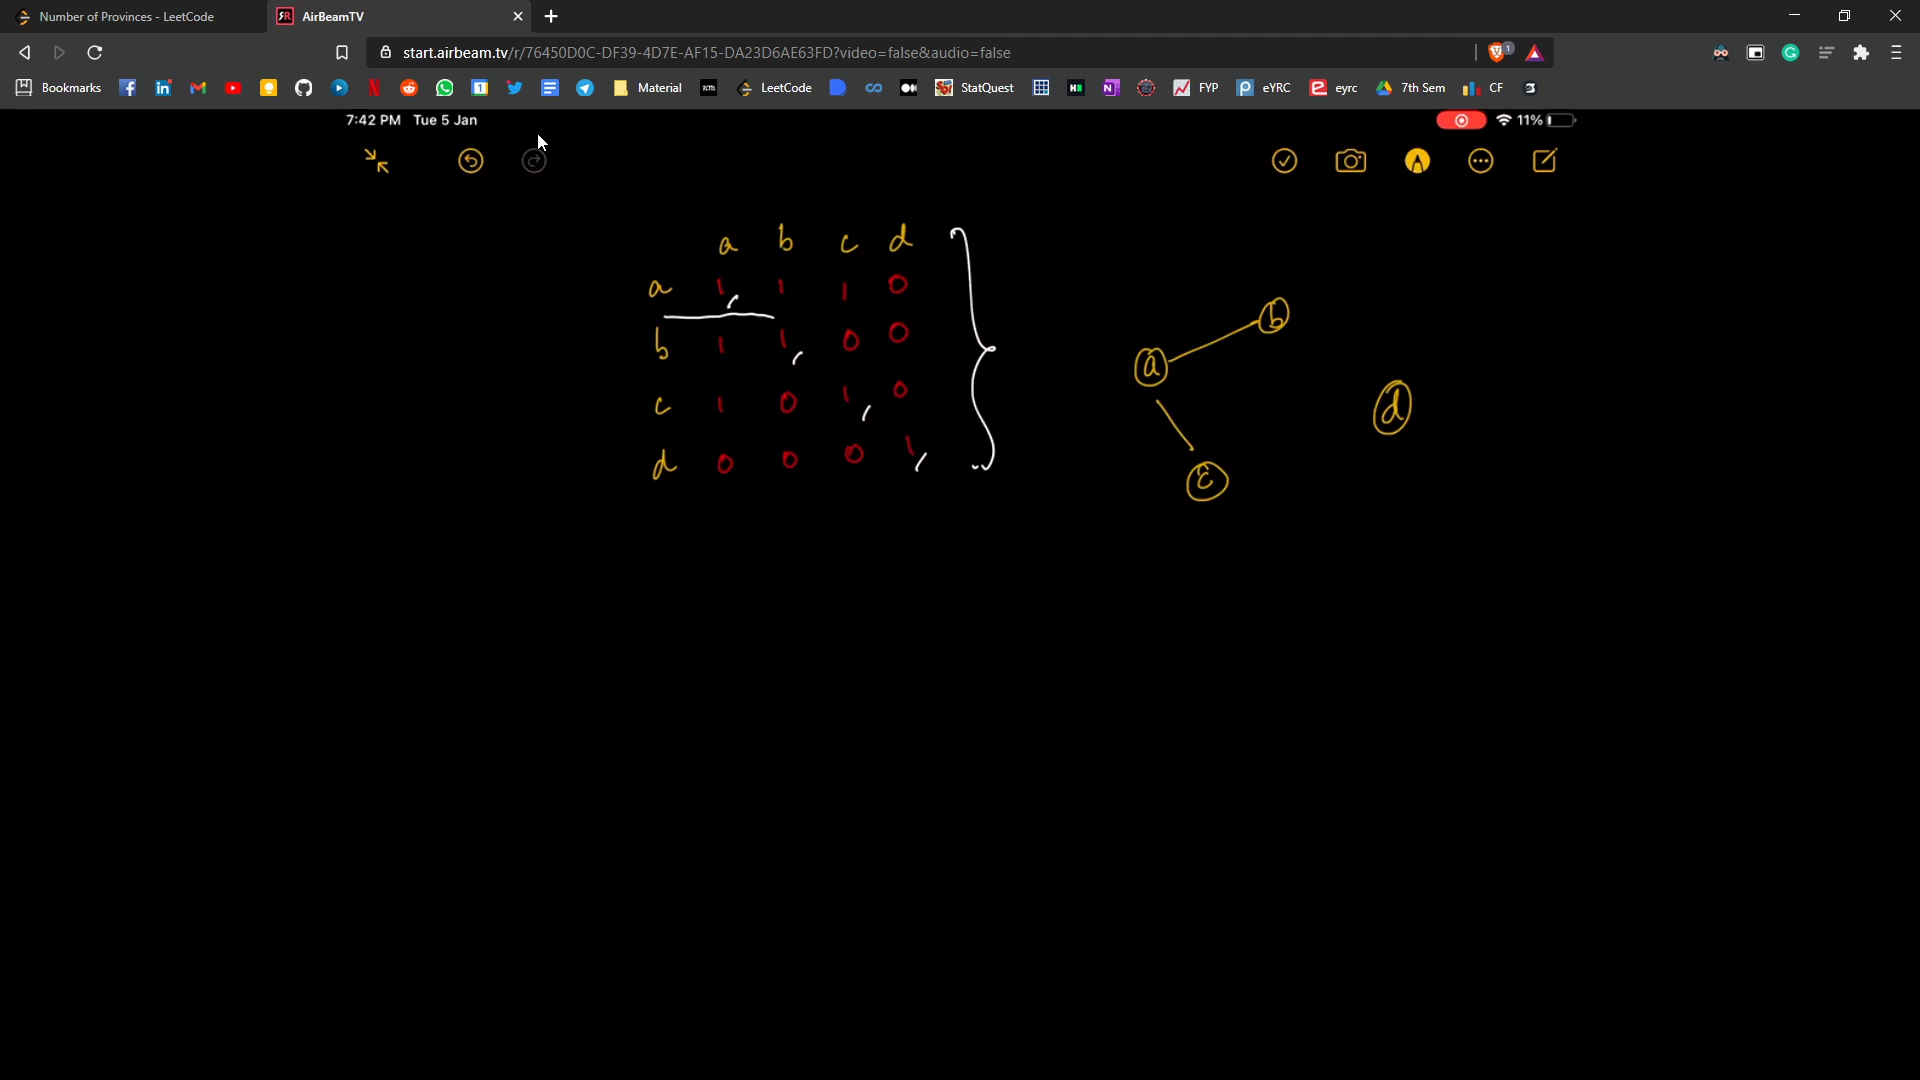 Number of Provinces - LeetCode
AirBeamTV
start.airbeam.tv/r/76450D0C-DF39-4D7E-AF15-DA23D6AE63FD?video=false&audio=false
1
Bookmarks
Material
LeetCode
StatQuest
FYP
eYRC
eyrc
7th Sem
CF
7:42 PM Tue 5 Jan
11%
a b c d
a 1 1 1 0
b 1 1 0 0
c 1 0 1 0
d 0 0 0 1
b
a
d
c